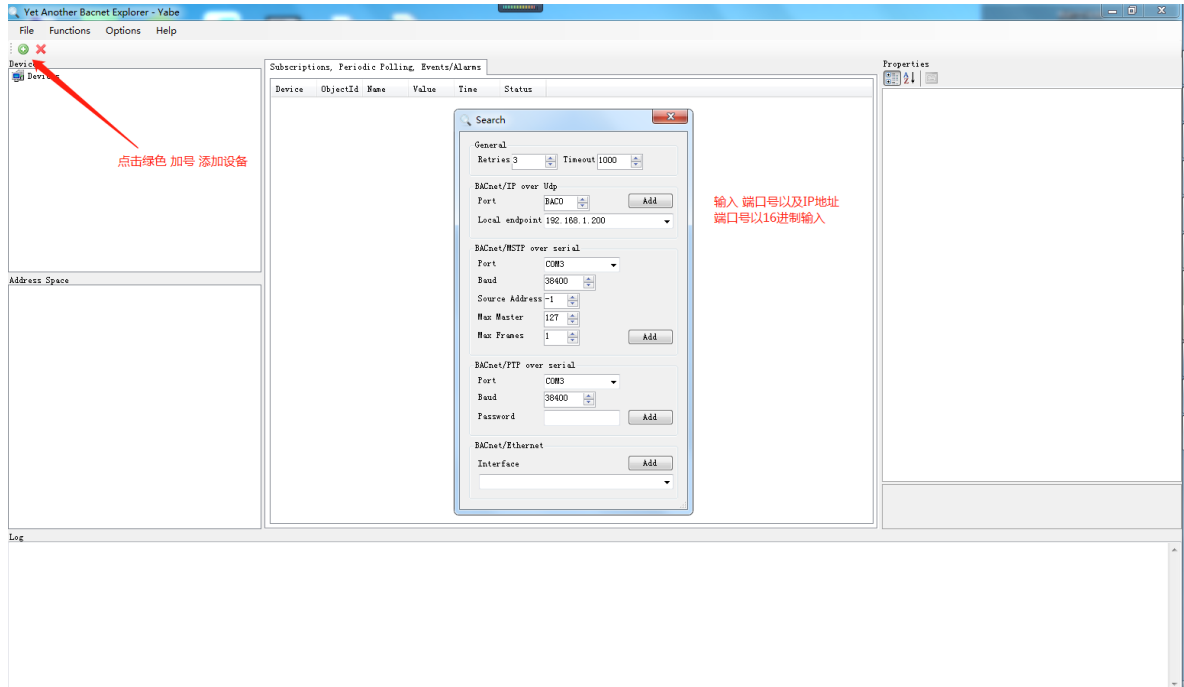 Yet Another Bacnet Explorer - Yabe
File Functions Options Help
Devices
Subscriptions, Periodic Polling, Events/Alarms
Properties
Devices
Device ObjectId Name Value Time Status
Search
General
Retries 3 Timeout 1000
点击绿色 加号 添加设备
BACnet/IP over Udp
Port BAC0 Add
输入 端口号以及IP地址
Local endpoint 192.168.1.200
端口号以16进制输入
BACnet/MSTP over serial
Port COM3
Address Space
Baud 38400
Source Address -1
Max Master 127
Max Frames 1 Add
BACnet/PTP over serial
Port COM3
Baud 38400
Password Add
BACnet/Ethernet
Interface Add
Log